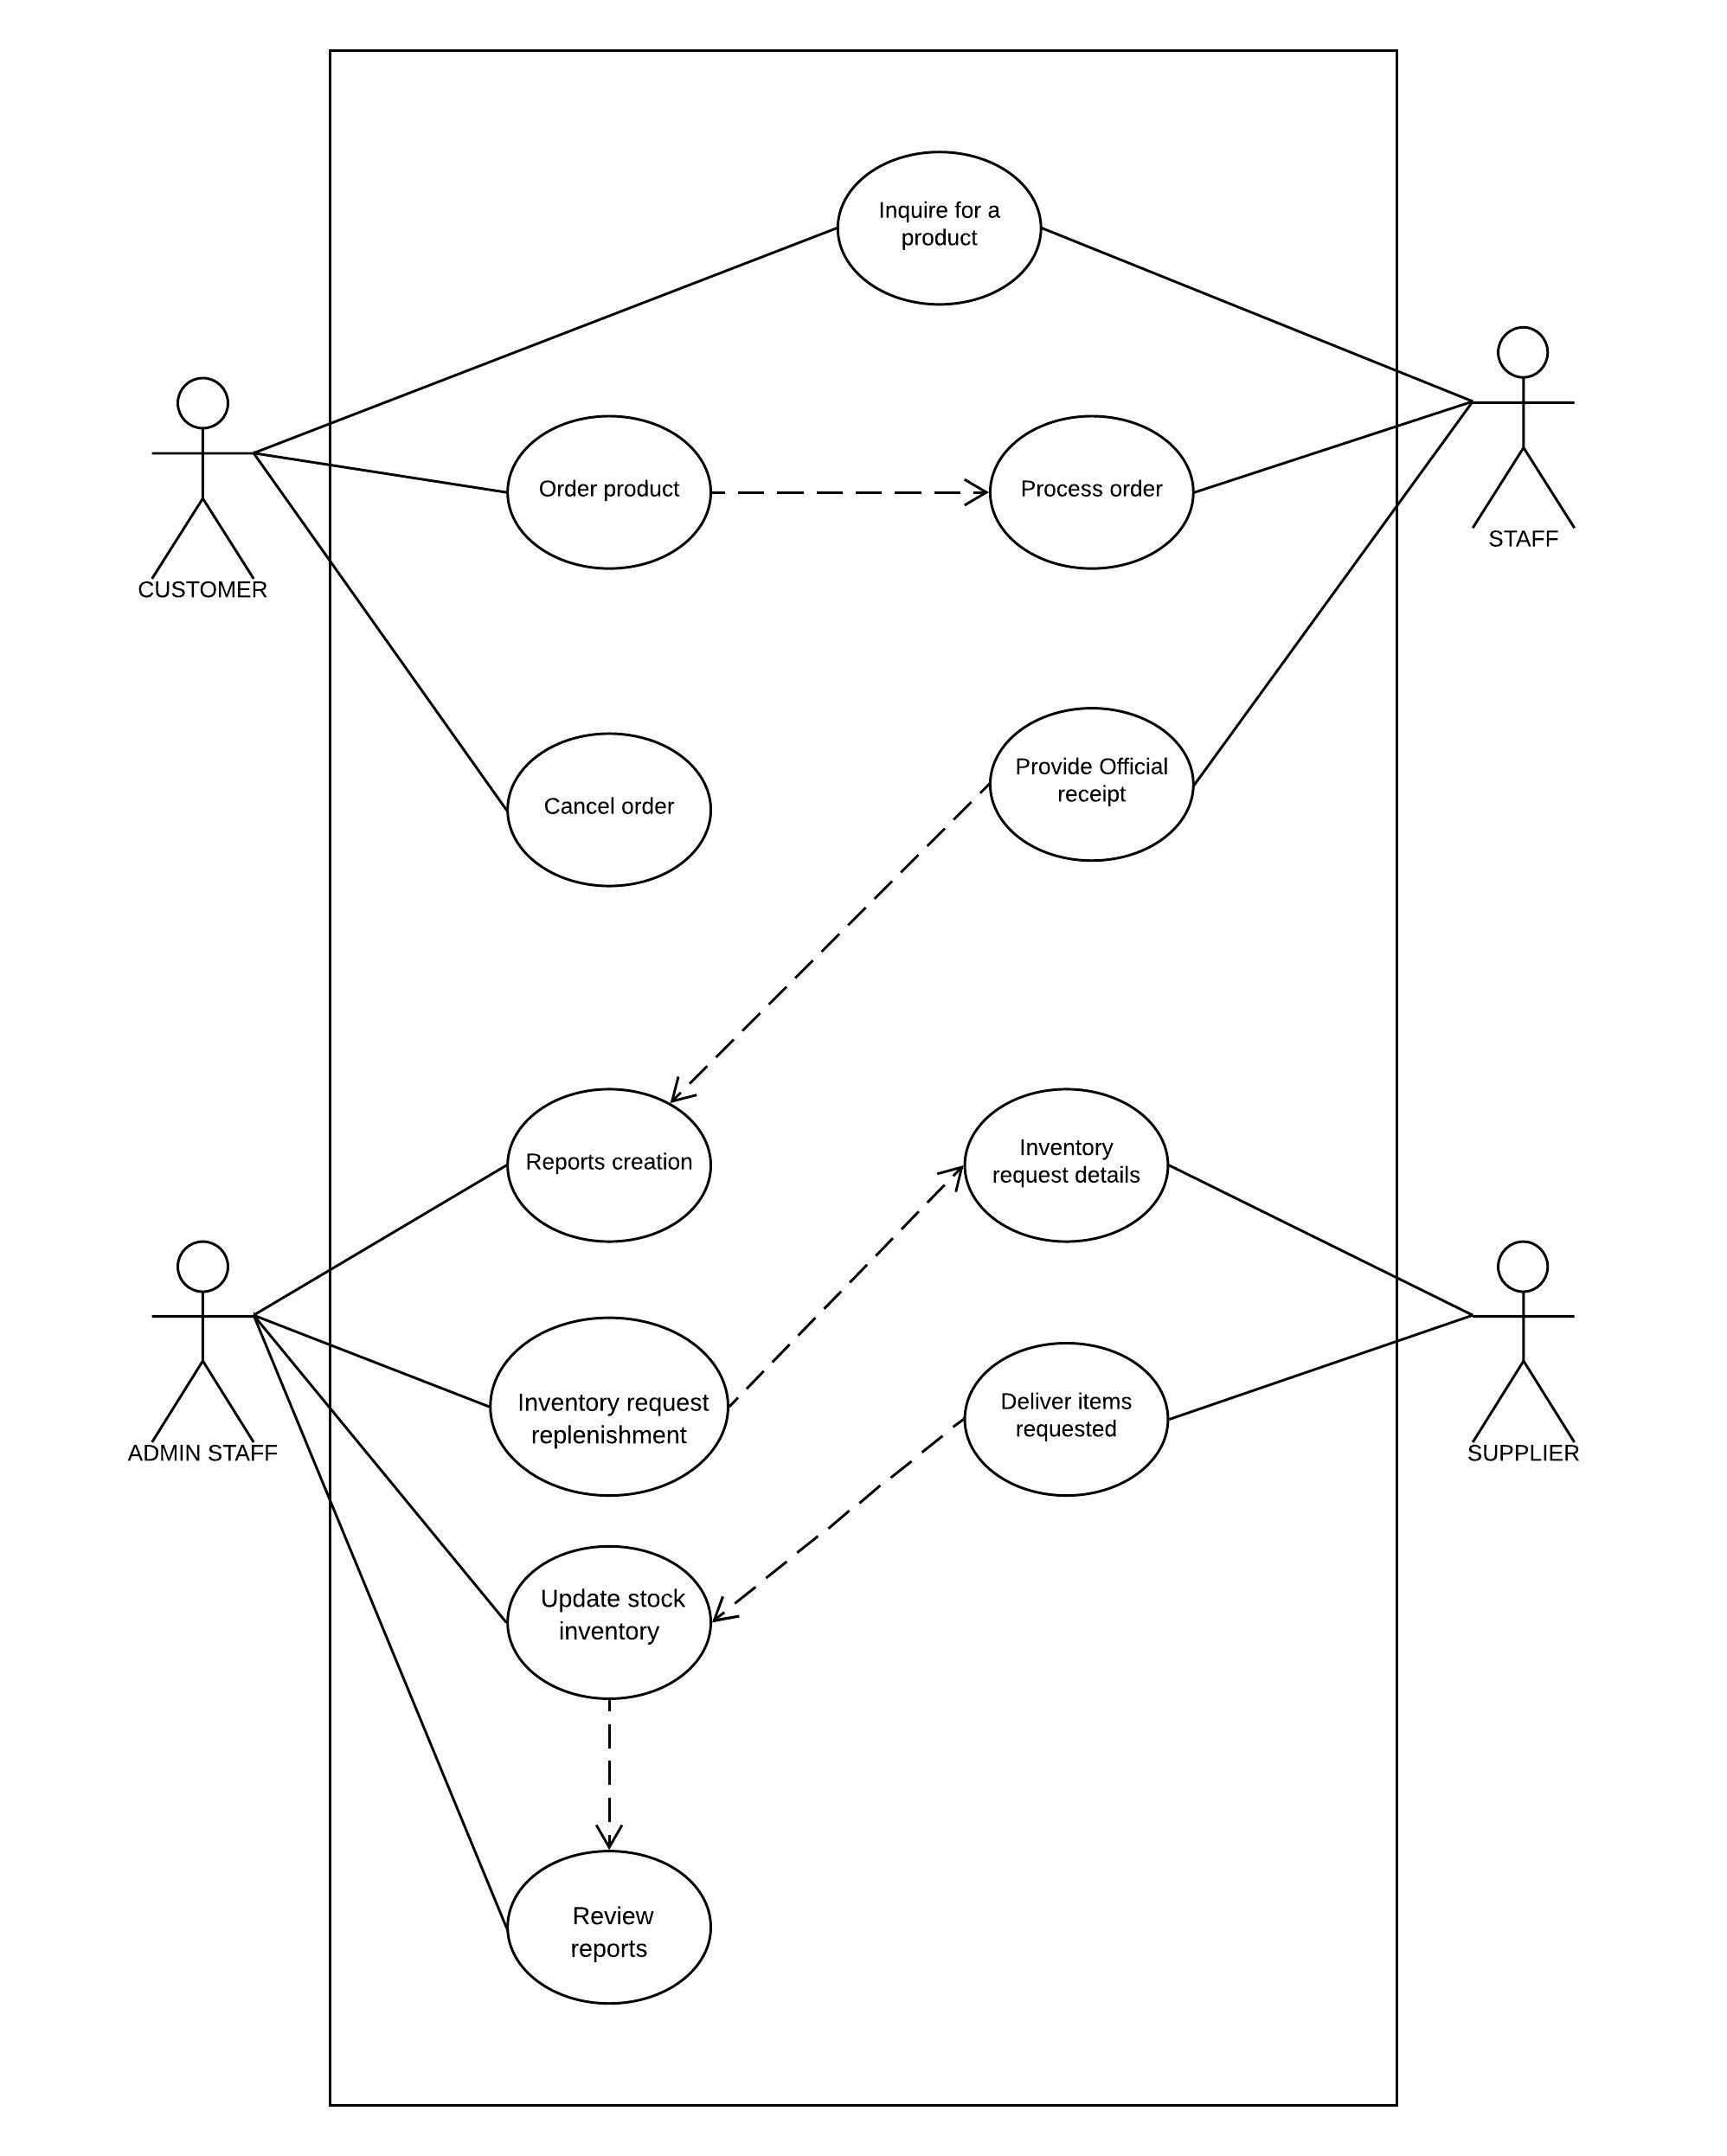 Inquire for a
product
Order product
Process order
STAFF
CUSTOMER
Provide Official
receipt
Cancel order
Reports creation
Inventory
request details
Inventory request
replenishment
Deliver items
requested
ADMIN STAFF
SUPPLIER
Update stock
inventory
Review
reports